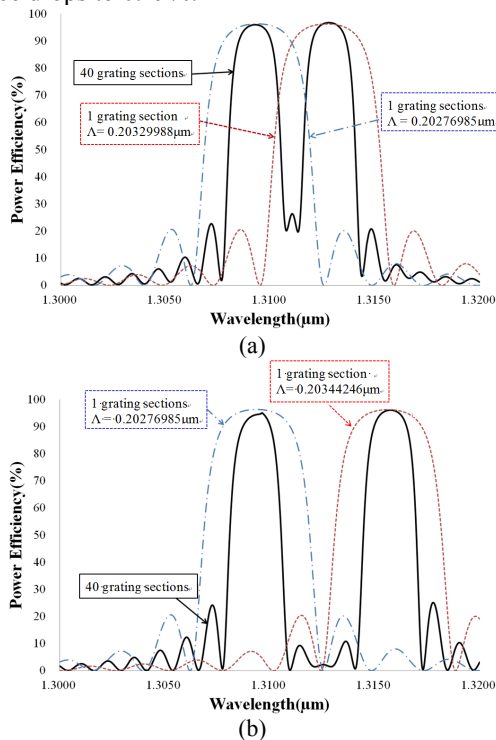 100
90
80
70
60
50
40
30
20
10
0
Power Efficiency(%)
40 grating sections
1 grating section
Λ= 0.20329988μm
1 grating sections
Λ = 0.20276985μm
1.3000 1.3050 1.3100 1.3150 1.3200
Wavelength(μm)
(a)
100
90
80
70
60
50
40
30
20
10
0
Power Efficiency(%)
1 grating sections
Λ = 0.20276985μm
1 grating section
Λ= 0.20344246μm
40 grating sections
1.3000 1.3050 1.3100 1.3150 1.3200
Wavelength(μm)
(b)